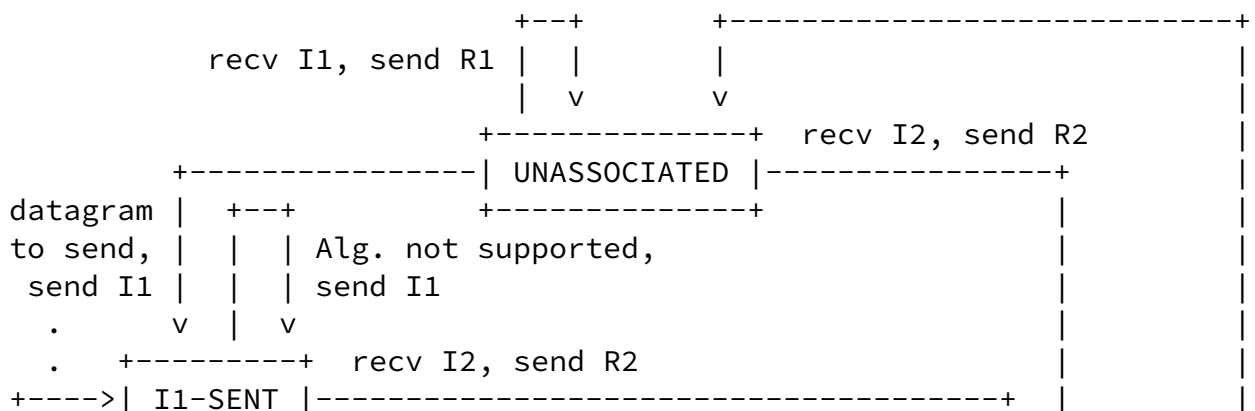 recv I1, send R1
recv I2, send R2
UNASSOCIATED
datagram
to send,
Alg. not supported,
send I1
send I1
recv I2, send R2
I1-SENT